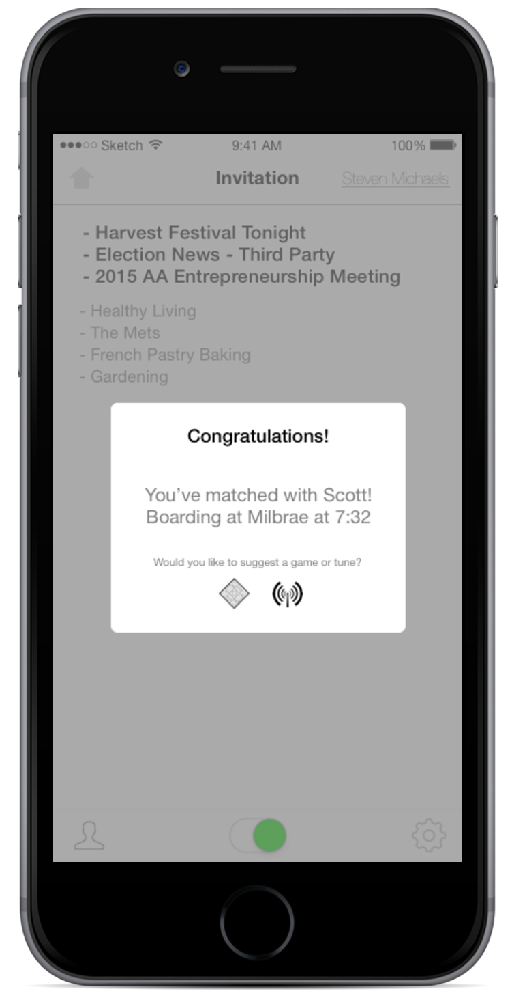 Sketch 9:41 AM 100%
Invitation Steven Michaels
- Harvest Festival Tonight
- Election News - Third Party
- 2015 AA Entrepreneurship Meeting
- Healthy Living
- The Mets
- French Pastry Baking
- Gardening
Congratulations!
You've matched with Scott!
Boarding at Milbrae at 7:32
Would you like to suggest a game or tune?